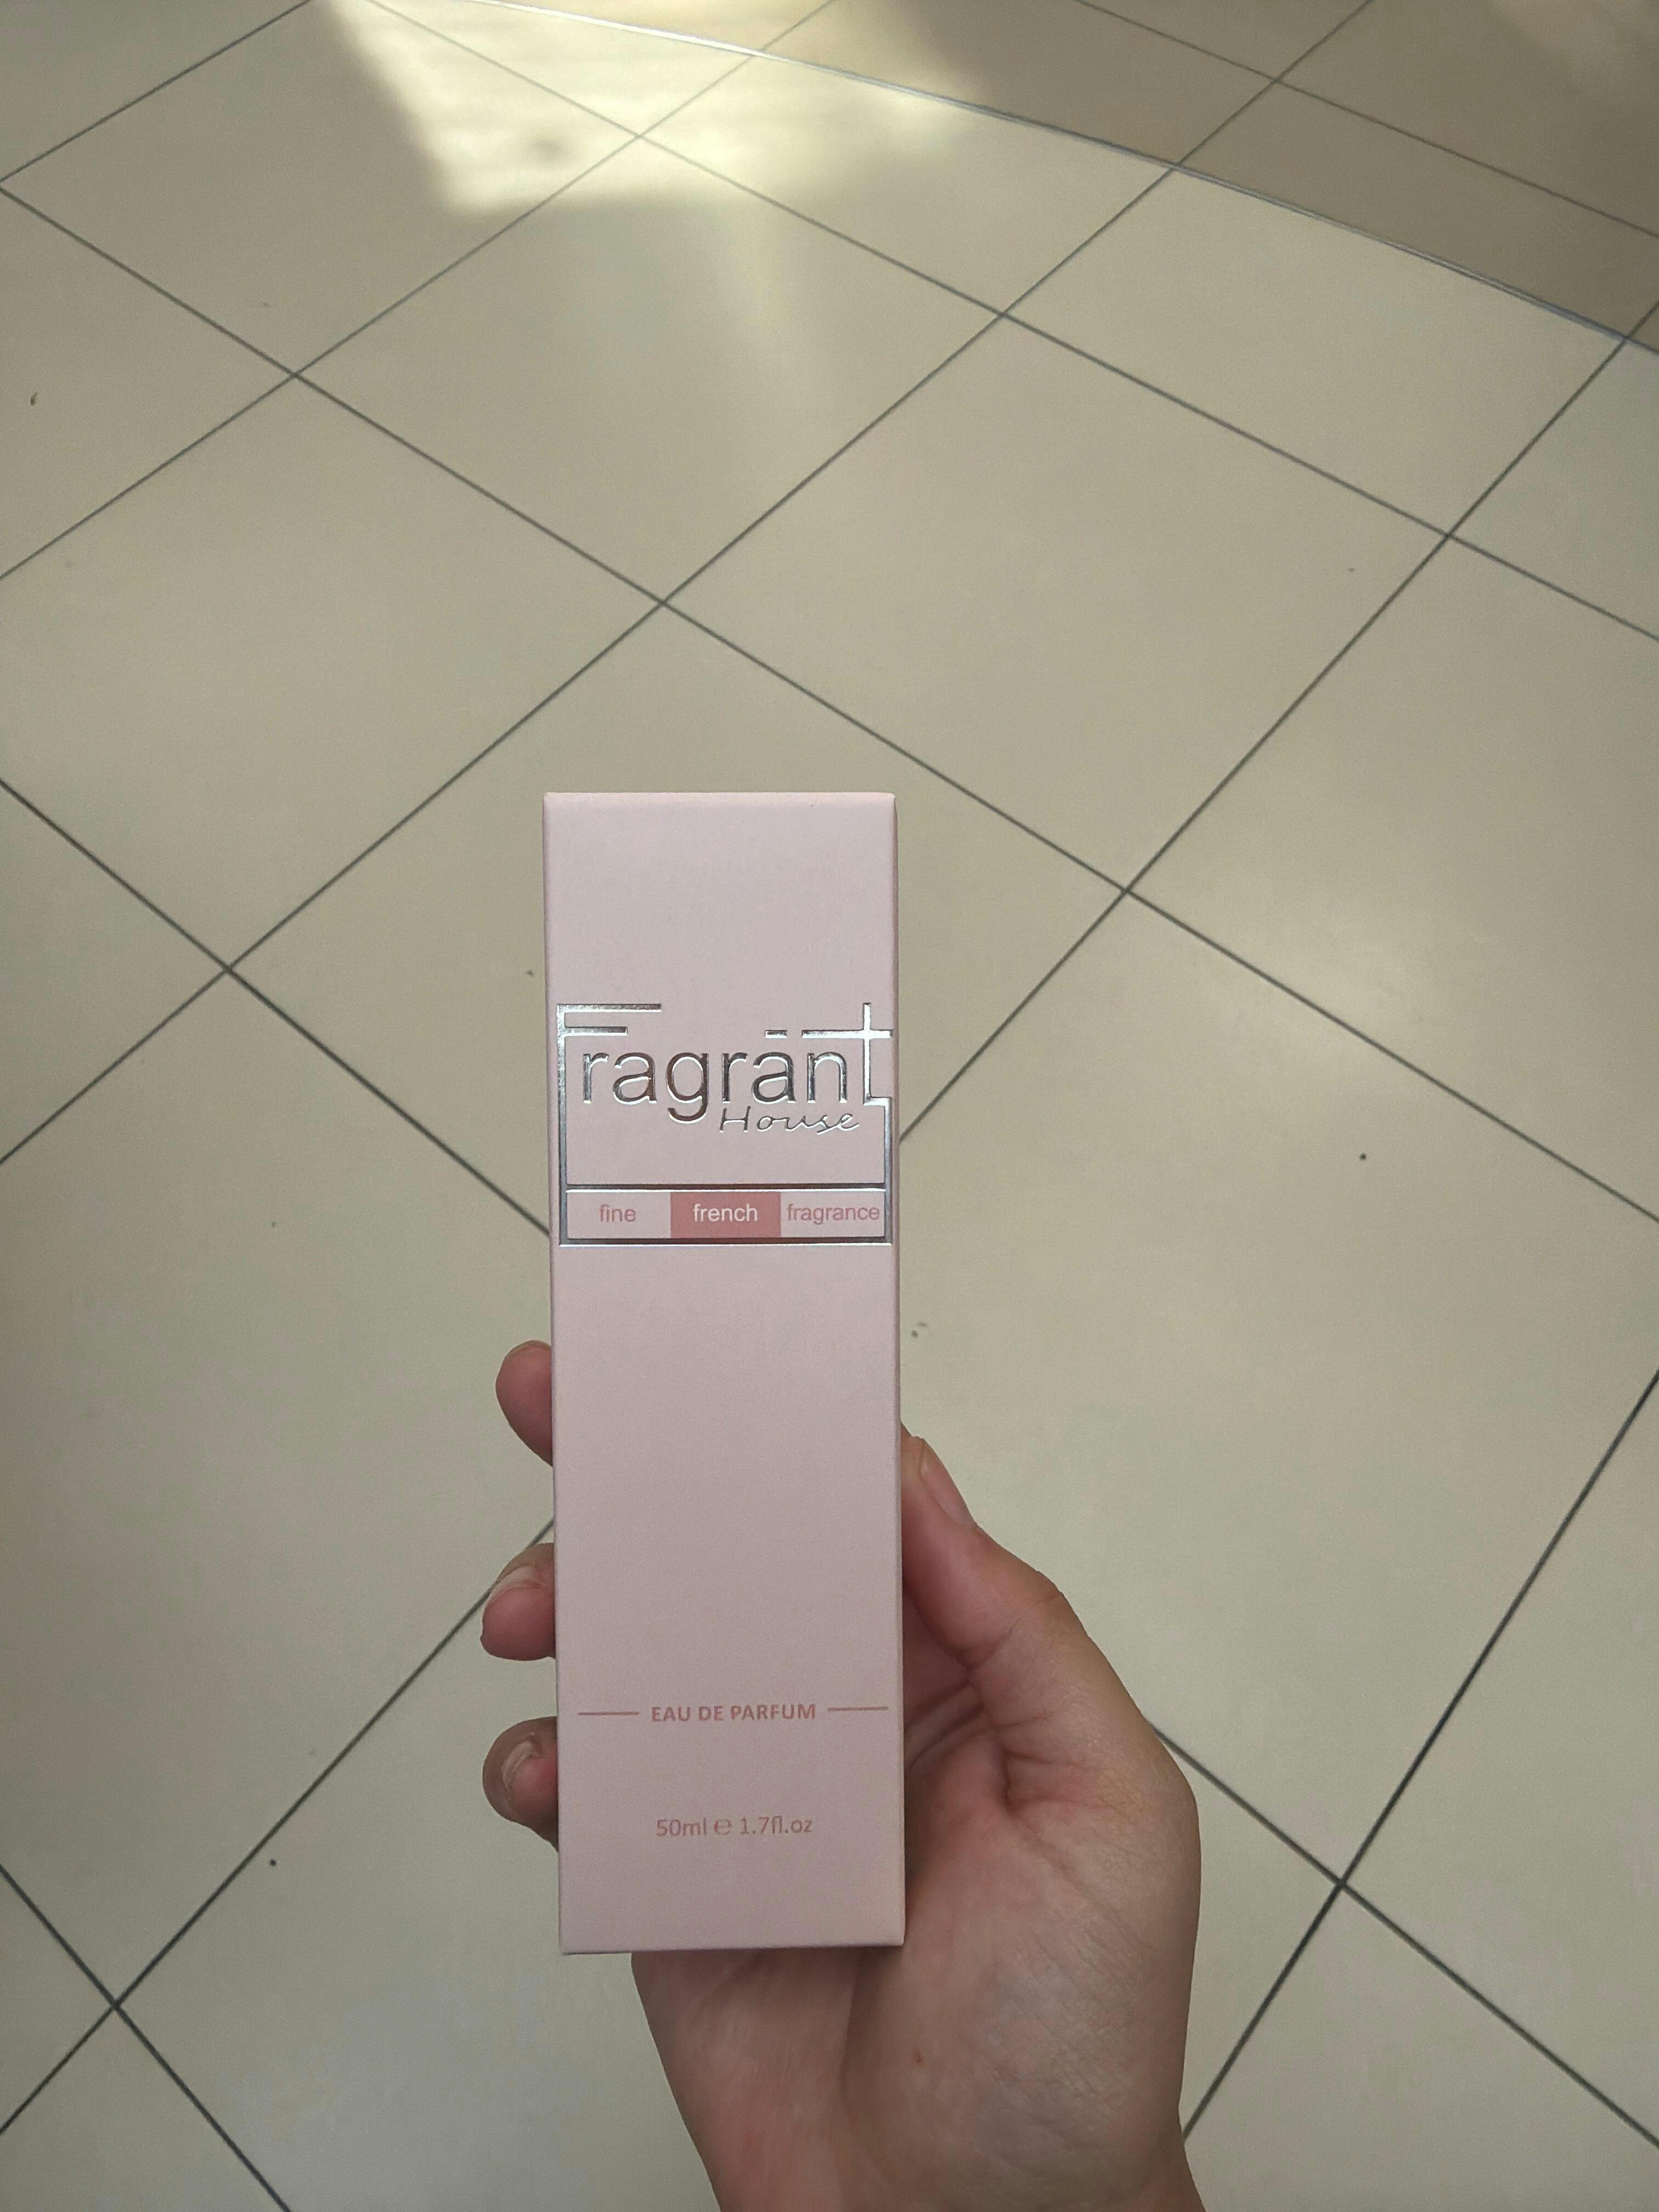 Fragrant
House
fine french fragrance
EAU DE PARFUM
50ml ℮ 1.7fl.oz